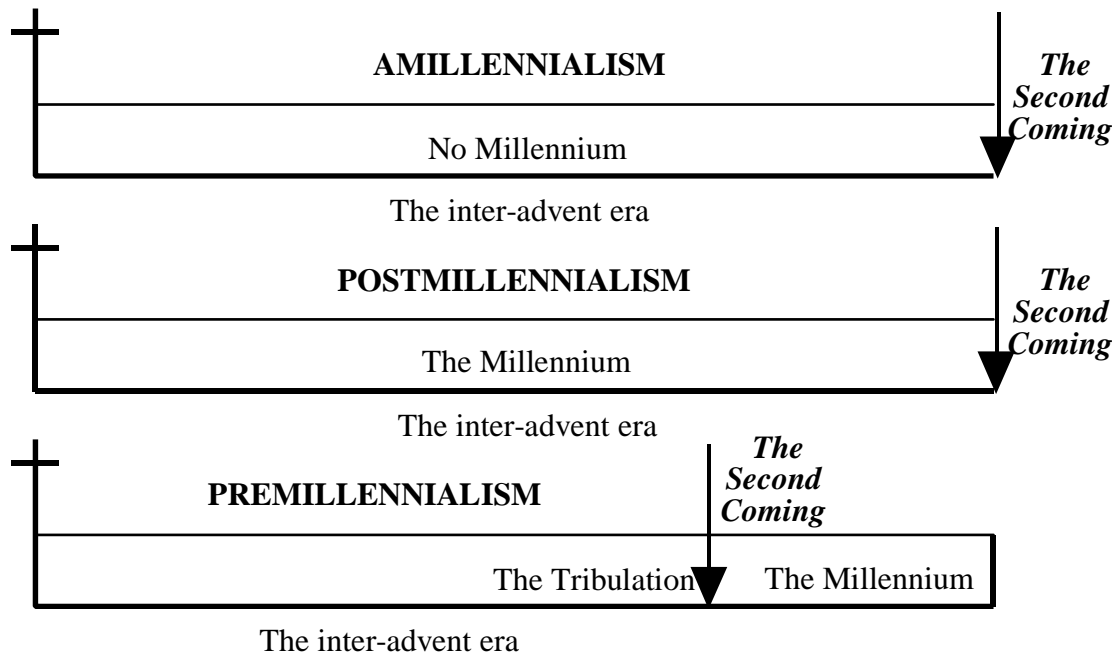 AMILLENNIALISM
The
Second
Coming
No Millennium
The inter-advent era
POSTMILLENNIALISM
The
Second
Coming
The Millennium
The inter-advent era
PREMILLENNIALISM
The
Second
Coming
The Tribulation
The Millennium
The inter-advent era